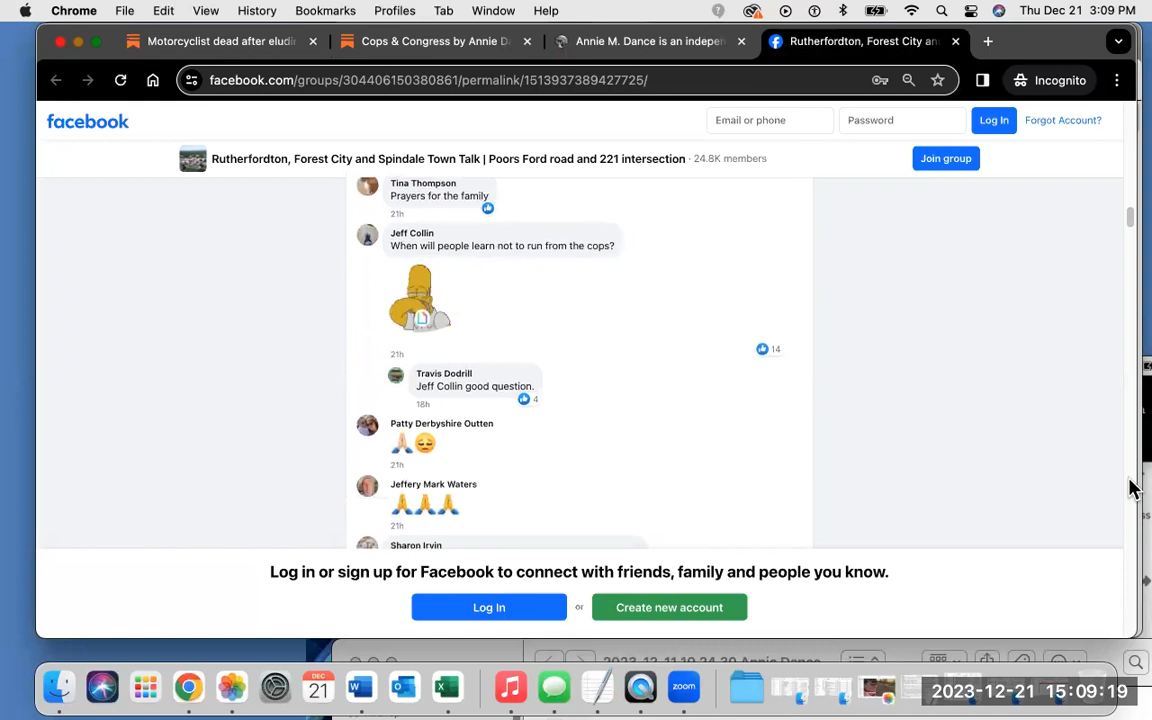 Chrome File Edit View History Bookmarks Profiles Tab Window Help Thu Dec 21 3:09 PM
Motorcyclist dead after eludin Cops & Congress by Annie D Annie M. Dance is an indepen Rutherfordton, Forest City an
facebook.com/groups/304406150380861/permalink/1513937389427725/ Incognito
facebook Email or phone Password Log In Forgot Account?
Rutherfordton, Forest City and Spindale Town Talk | Poors Ford road and 221 intersection · 24.8K members Join group
Tina Thompson
Prayers for the family
21h
Jeff Collin
When will people learn not to run from the cops?
21h 14
Travis Dodrill
Jeff Collin good question.
18h 4
Patty Derbyshire Outten
21h
Jeffery Mark Waters
21h
Sharon Irvin
Log in or sign up for Facebook to connect with friends, family and people you know.
Log In or Create new account
DEC
21
zoom
2023-12-21 15:09:19